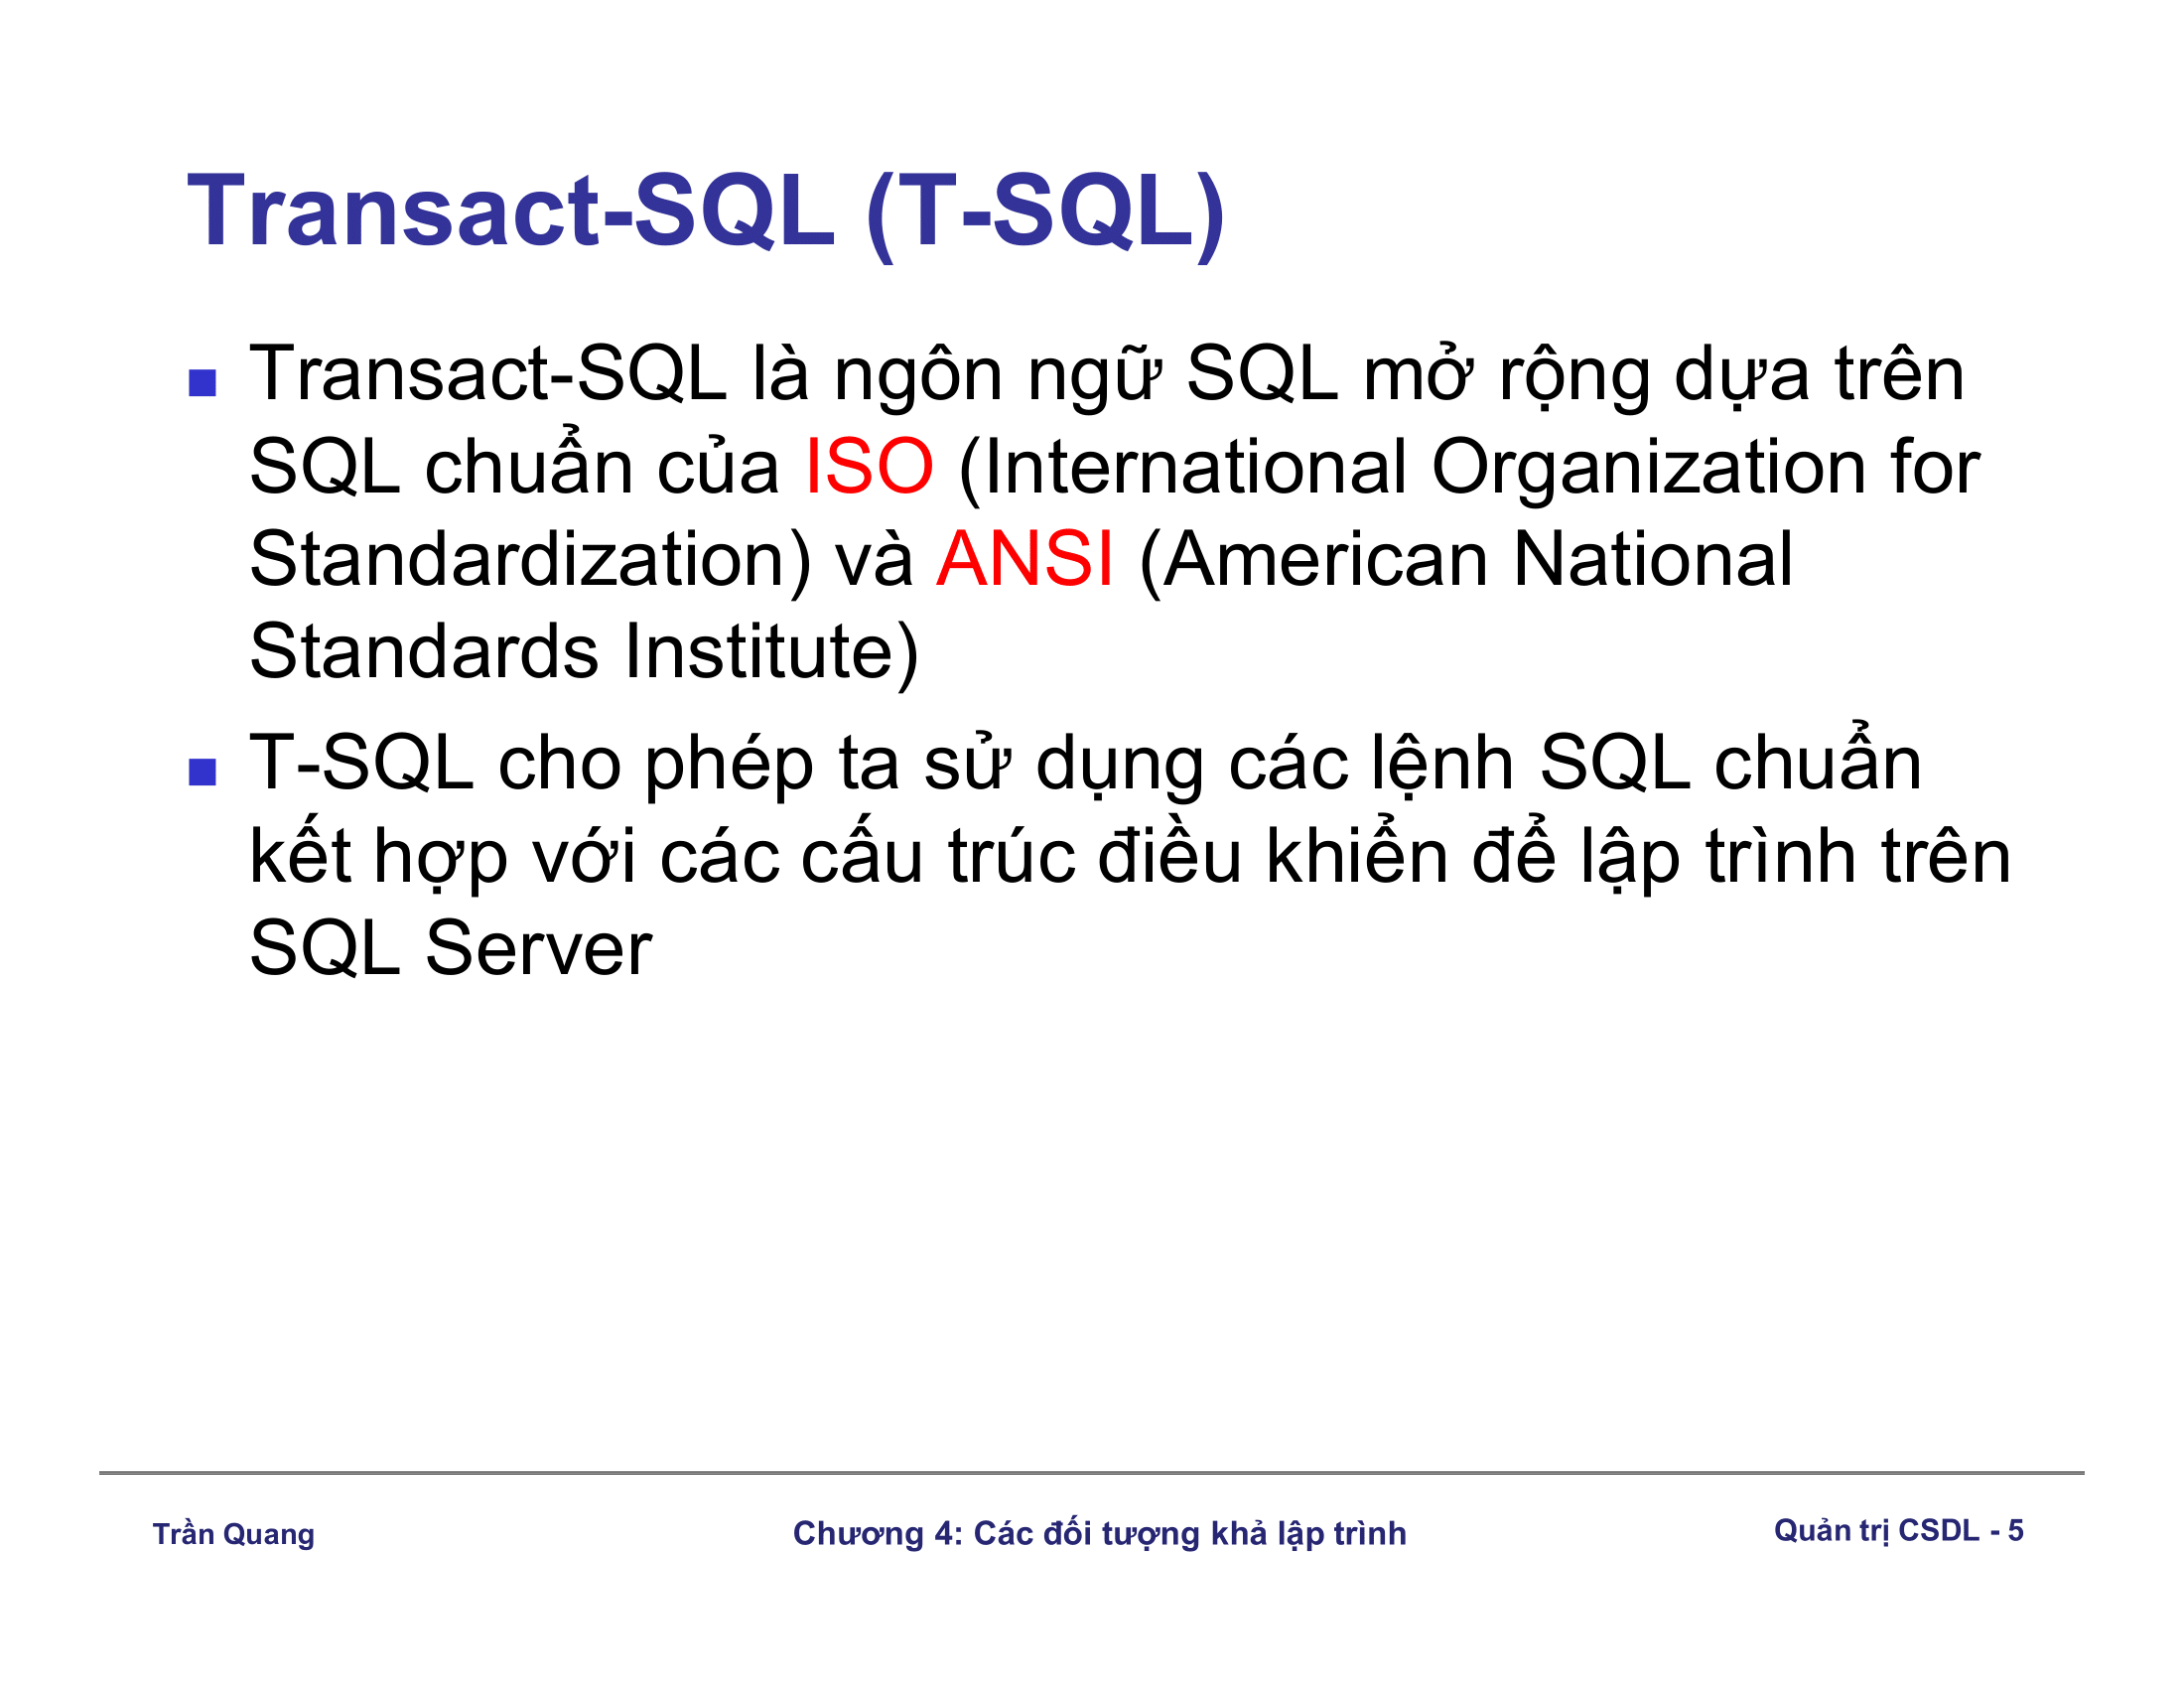 Transact-SQL (T-SQL)
Transact-SQL là ngôn ngữ SQL mở rộng dựa trên
SQL chuẩn của ISO (International Organization for
Standardization) và ANSI (American National
Standards Institute)
T-SQL cho phép ta sử dụng các lệnh SQL chuẩn
kết hợp với các cấu trúc điều khiển để lập trình trên
SQL Server
Trần Quang
Chương 4: Các đối tượng khả lập trình
Quản trị CSDL - 5